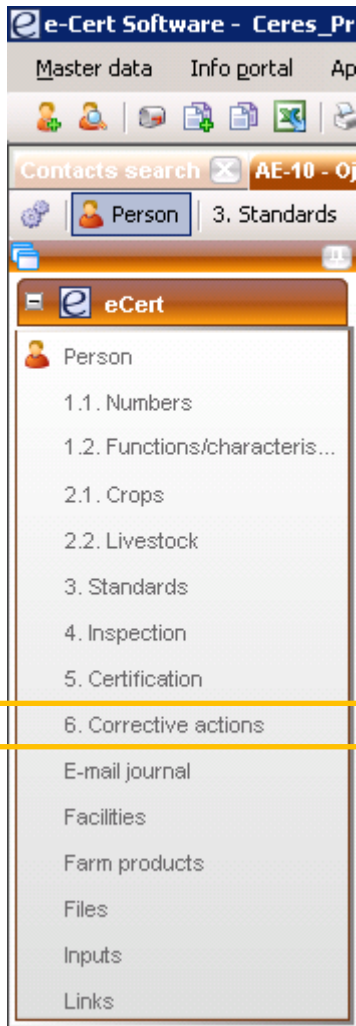 e-Cert Software - Ceres_Pr
Master data Info portal Ap
Contacts search AE-10 - Oj
Person 3. Standards
eCert
Person
1.1. Numbers
1.2. Functions/characteris...
2.1. Crops
2.2. Livestock
3. Standards
4. Inspection
5. Certification
6. Corrective actions
E-mail journal
Facilities
Farm products
Files
Inputs
Links